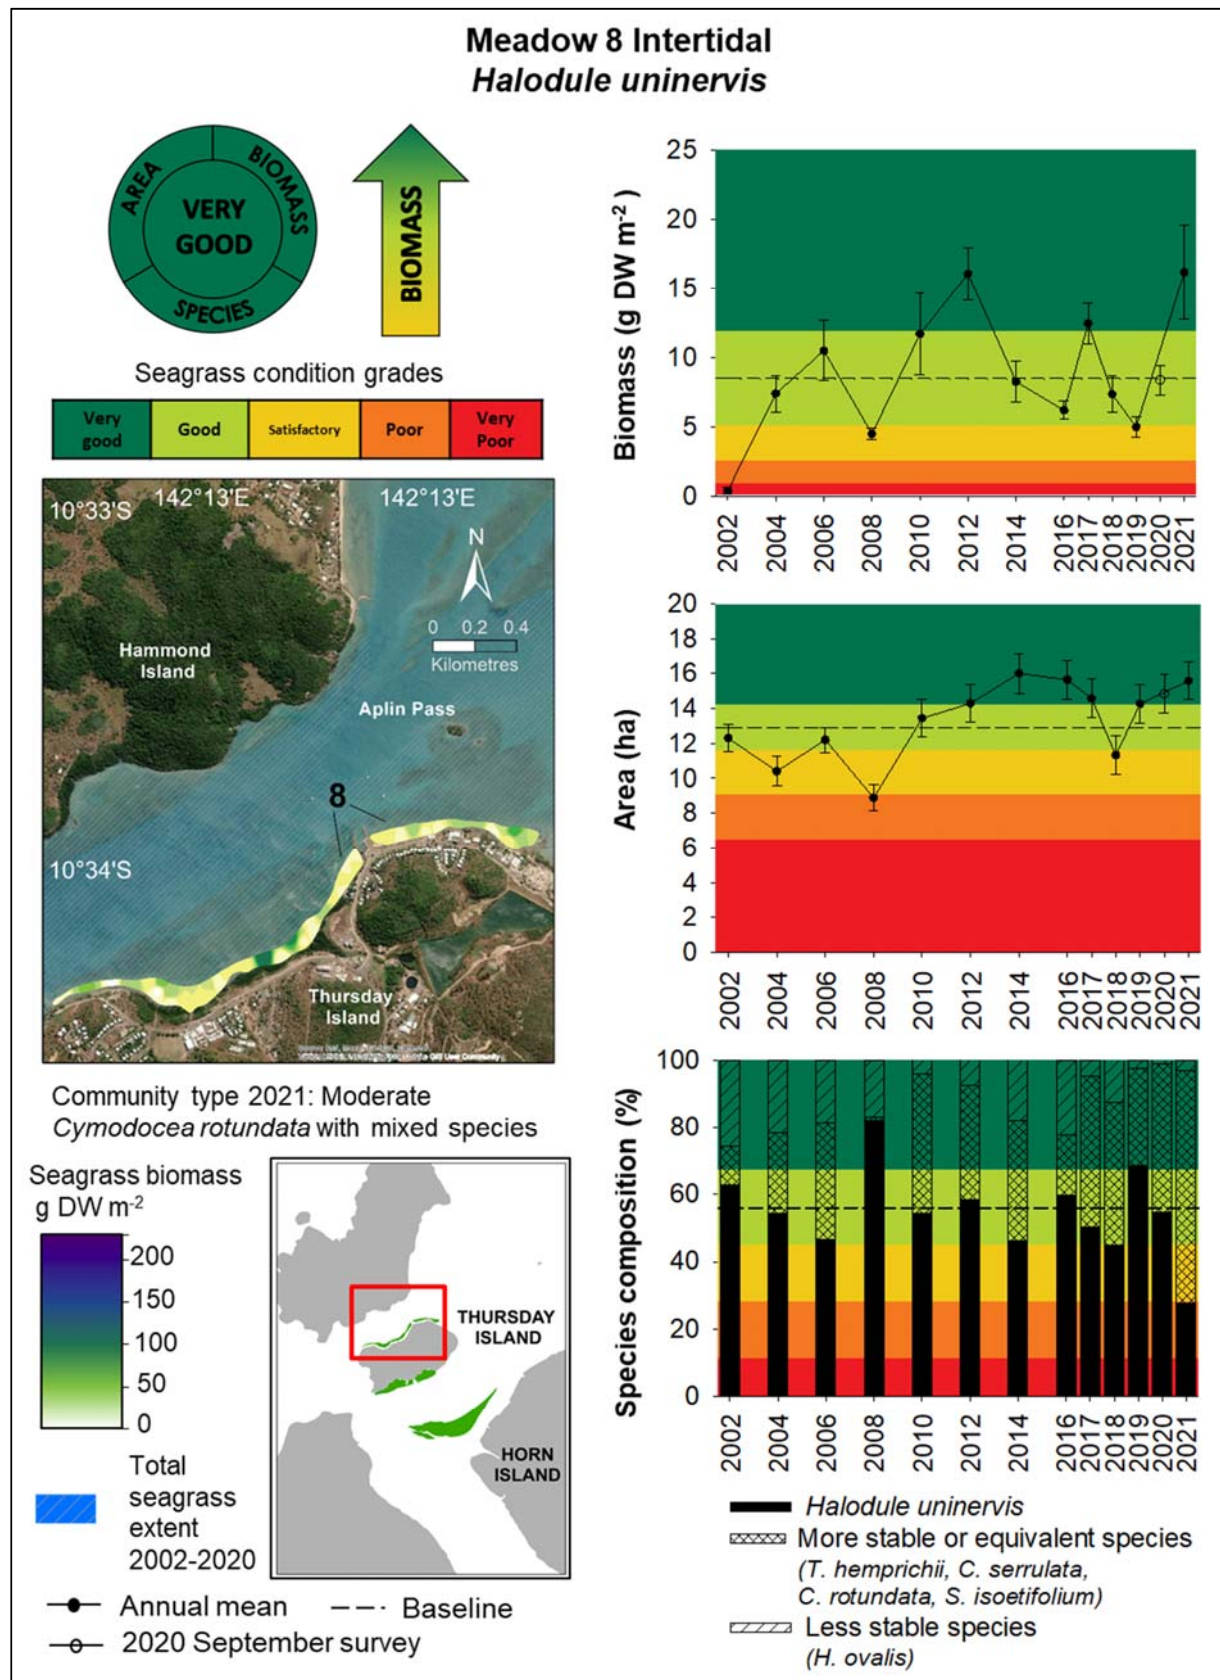 Meadow 8 Intertidal
Halodule uninervis
AREA
BIOMASS
VERY
GOOD
SPECIES
BIOMASS
Seagrass condition grades
Very good
Good
Satisfactory
Poor
Very Poor
142°13'E
142°13'E
10°33'S
N
0 0.2 0.4
Kilometres
Hammond
Island
Aplin Pass
8
10°34'S
Thursday
Island
Community type 2021: Moderate
Cymodocea rotundata with mixed species
Seagrass biomass
g DW m-2
200
150
100
50
0
Total
seagrass
extent
2002-2020
THURSDAY
ISLAND
HORN
ISLAND
Annual mean
Baseline
2020 September survey
Biomass (g DW m-2 )
25
20
15
10
5
0
2002 2004 2006 2008 2010 2012 2014 2016 2017 2018 2019 2020 2021
Area (ha)
20
18
16
14
12
10
8
6
4
2
0
2002 2004 2006 2008 2010 2012 2014 2016 2017 2018 2019 2020 2021
Species composition (%)
100
80
60
40
20
0
2002 2004 2006 2008 2010 2012 2014 2016 2017 2018 2019 2020 2021
Halodule uninervis
More stable or equivalent species
(T. hemprichii, C. serrulata,
C. rotundata, S. isoetifolium)
Less stable species
(H. ovalis)